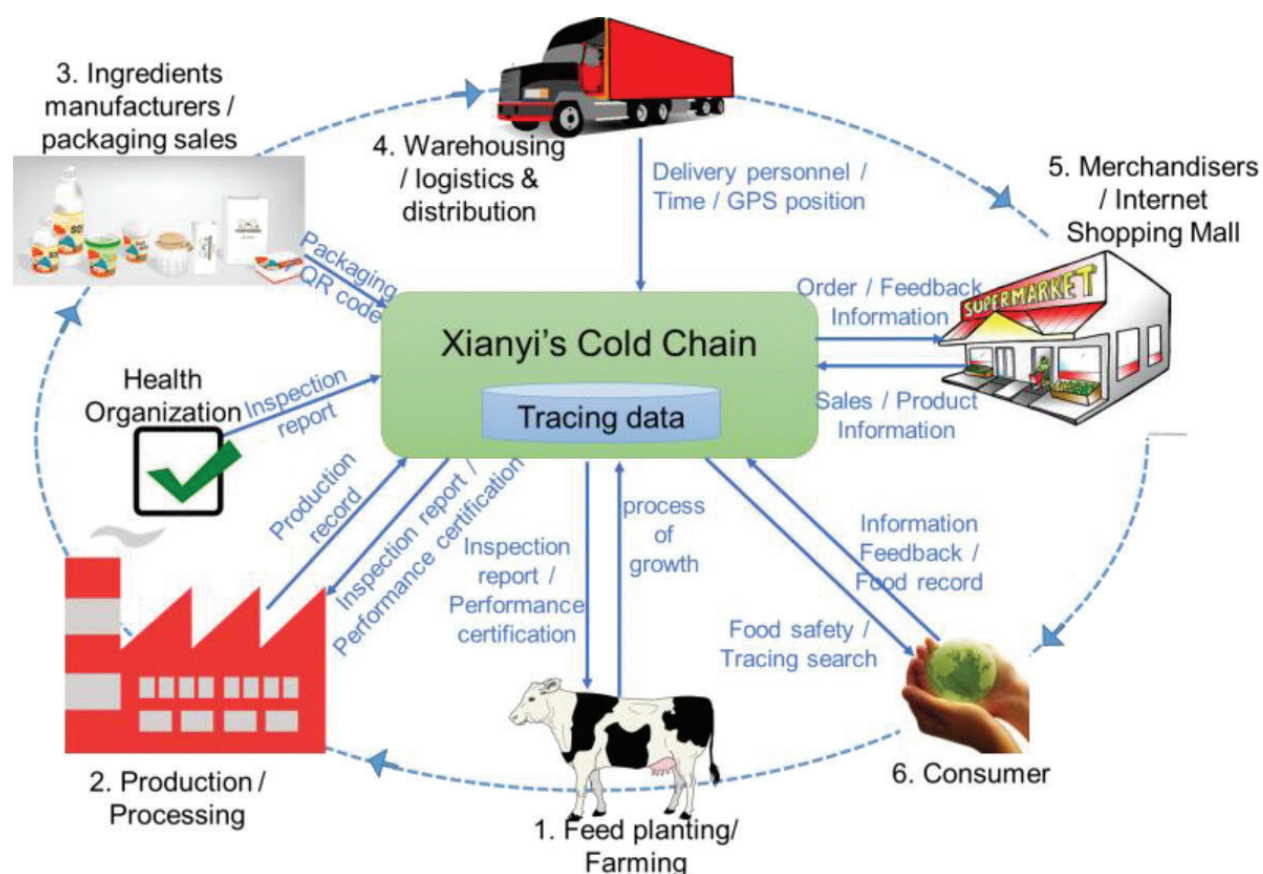 3. Ingredients
manufacturers /
packaging sales
4. Warehousing
/ logistics &
distribution
Delivery personnel /
Time / GPS position
5. Merchandisers
/ Internet
Shopping Mall
SUPERMARKET
Packaging
/ QR code
Order / Feedback
Information
Xianyi's Cold Chain
Tracing data
Sales / Product
Information
Health
Organization
Inspection
report
Production
record
Inspection report /
Performance certification
Inspection
report /
Performance
certification
process
of
growth
Information
Feedback /
Food record
Food safety /
Tracing search
2. Production /
Processing
1. Feed planting/
Farming
6. Consumer